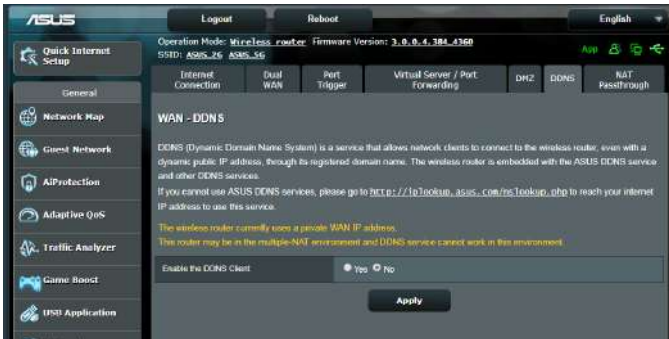 ASUS
Logout
Reboot
English
Quick Internet Setup
Operation Mode: Wireless router Firmware Version: 3.0.0.4.384_4360
SSID: ASUS_26 ASUS_5G
App
Internet Connection
Dual WAN
Port Trigger
Virtual Server / Port Forwarding
DMZ
DDNS
NAT Passthrough
General
Network Map
Guest Network
AiProtection
Adaptive QoS
Traffic Analyzer
Game Boost
USB Application
WAN - DDNS
DDNS (Dynamic Domain Name System) is a service that allows network clients to connect to the wireless router, even with a
dynamic public IP address, through its registered domain name. The wireless router is embedded with the ASUS DDNS service
and other DDNS services.
If you cannot use ASUS DDNS services, please go to http://iplookup.asus.com/nslookup.php to reach your internet
IP address to use this service.
The wireless router currently uses a private WAN IP
address.
This router may be in the multiple-NAT environment and DDNS service cannot work in this environment.
Enable the DDNS Client
Yes No
Apply